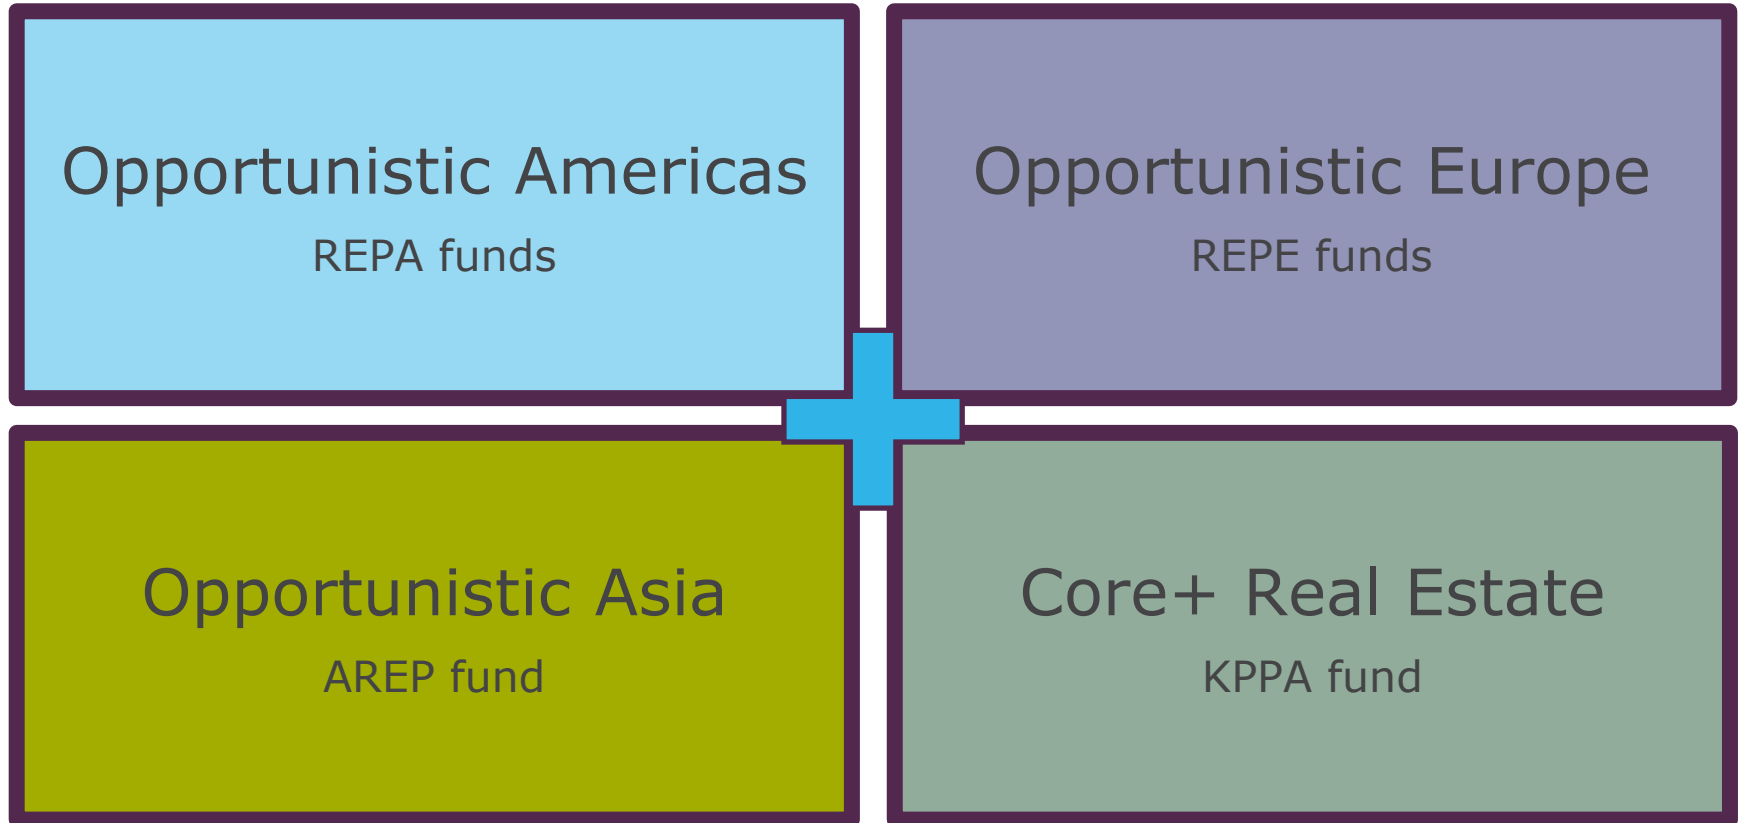 Opportunistic Americas
REPA funds
Opportunistic Europe
REPE funds
Opportunistic Asia
AREP fund
Core+ Real Estate
KPPA fund